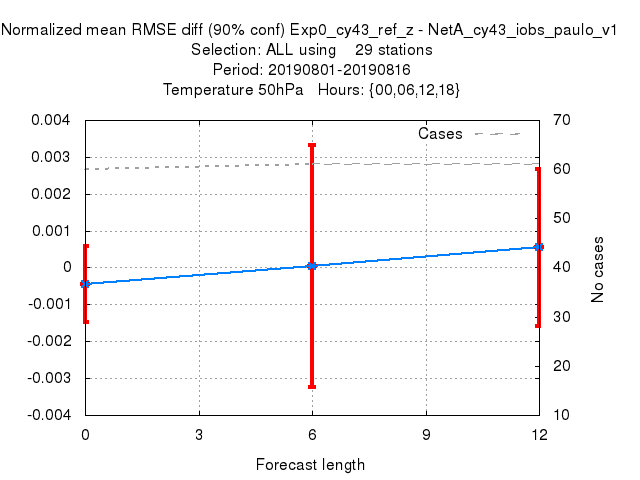 Normalized mean RMSE diff (90% conf) Exp0_cy43_ref_z - NetA_cy43_iobs_paulo_v1
Selection: ALL using 29 stations
Period: 20190801-20190816
Temperature 50hPa Hours: {00,06,12,18}
0.004
0.003
0.002
0.001
0
-0.001
-0.002
-0.003
-0.004
Cases
70
60
50
40
30
20
10
No cases
0 3 6 9 12
Forecast length